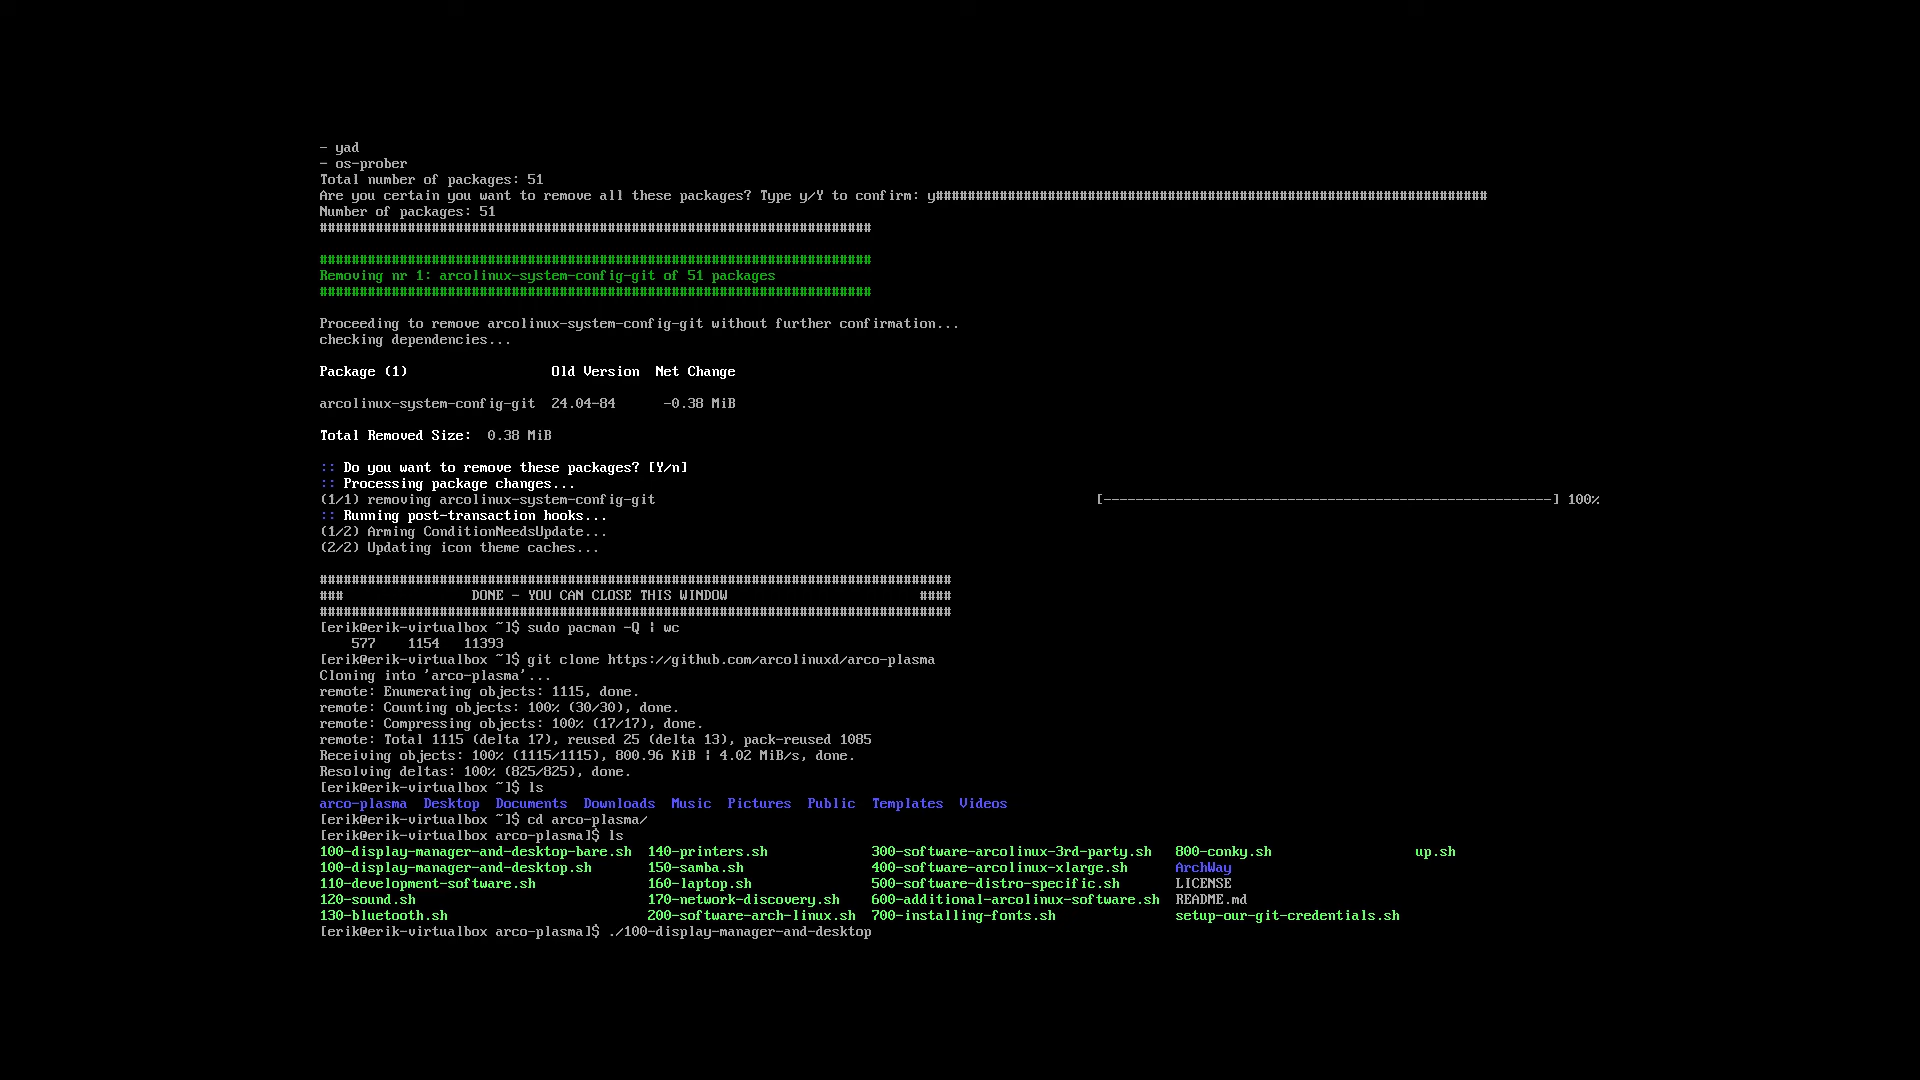 - yad
- os-prober
Total number of packages: 51
Are you certain you want to remove all these packages? Type y/Y to confirm: y#####################################################################
Number of packages: 51
#####################################################################
#####################################################################
Removing nr 1: arcolinux-system-config-git of 51 packages
#####################################################################
Proceeding to remove arcolinux-system-config-git without further confirmation...
checking dependencies...
Package (1)                  Old Version  Net Change
arcolinux-system-config-git  24.04-84      -0.38 MiB
Total Removed Size:  0.38 MiB
:: Do you want to remove these packages? [Y/n]
:: Processing package changes...
(1/1) removing arcolinux-system-config-git                                                       [--------------------------------------------------------] 100%
:: Running post-transaction hooks...
(1/2) Arming ConditionNeedsUpdate...
(2/2) Updating icon theme caches...
###############################################################################
###                DONE - YOU CAN CLOSE THIS WINDOW                        ####
###############################################################################
[erik@erik-virtualbox ~]$ sudo pacman -Q | wc
    577    1154   11393
[erik@erik-virtualbox ~]$ git clone https://github.com/arcolinuxd/arco-plasma
Cloning into 'arco-plasma'...
remote: Enumerating objects: 1115, done.
remote: Counting objects: 100% (30/30), done.
remote: Compressing objects: 100% (17/17), done.
remote: Total 1115 (delta 17), reused 25 (delta 13), pack-reused 1085
Receiving objects: 100% (1115/1115), 800.96 KiB | 4.02 MiB/s, done.
Resolving deltas: 100% (825/825), done.
[erik@erik-virtualbox ~]$ ls
arco-plasma  Desktop  Documents  Downloads  Music  Pictures  Public  Templates  Videos
[erik@erik-virtualbox ~]$ cd arco-plasma/
[erik@erik-virtualbox arco-plasma]$ ls
100-display-manager-and-desktop-bare.sh  140-printers.sh             300-software-arcolinux-3rd-party.sh   800-conky.sh                  up.sh
100-display-manager-and-desktop.sh       150-samba.sh                400-software-arcolinux-xlarge.sh      ArchWay
110-development-software.sh              160-laptop.sh               500-software-distro-specific.sh       LICENSE
120-sound.sh                             170-network-discovery.sh    600-additional-arcolinux-software.sh  README.md
130-bluetooth.sh                         200-software-arch-linux.sh  700-installing-fonts.sh               setup-our-git-credentials.sh
[erik@erik-virtualbox arco-plasma]$ ./100-display-manager-and-desktop